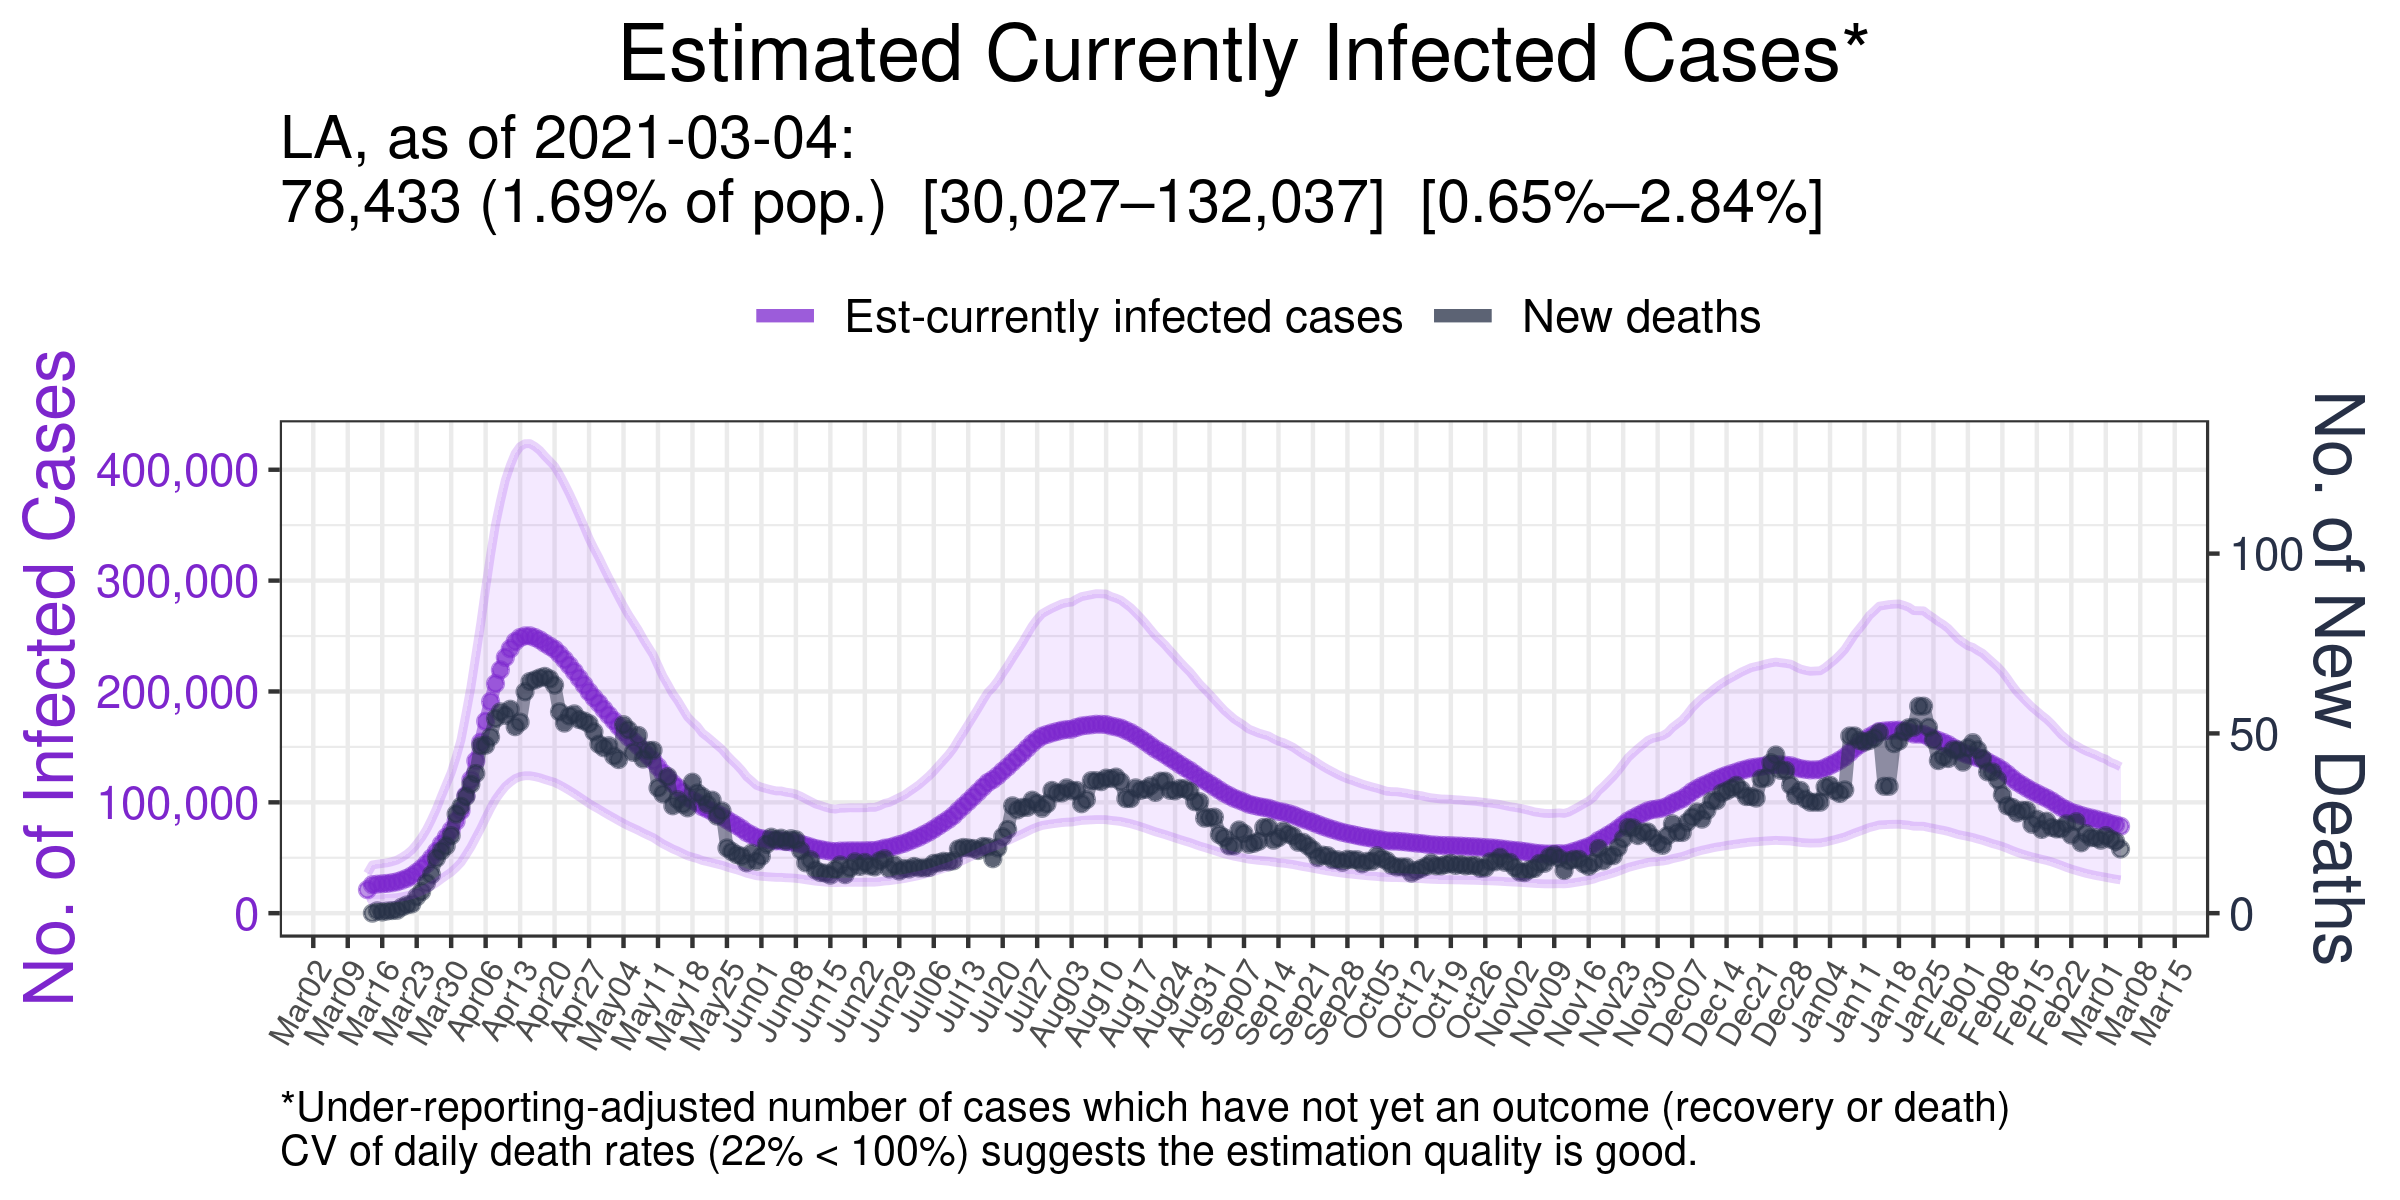 Estimated Currently Infected Cases*
LA, as of 2021-03-04:
78,433 (1.69% of pop.) [30,027–132,037] [0.65%–2.84%]
Est-currently infected cases
New deaths
No. of Infected Cases
400,000
300,000
200,000
100,000
0
No. of New Deaths
100
50
0
Mar02
Mar09
Mar16
Mar23
Mar30
Apr06
Apr13
Apr20
Apr27
May04
May11
May18
May25
Jun01
Jun08
Jun15
Jun22
Jun29
Jul06
Jul13
Jul20
Jul27
Aug03
Aug10
Aug17
Aug24
Aug31
Sep07
Sep14
Sep21
Sep28
Oct05
Oct12
Oct19
Oct26
Nov02
Nov09
Nov16
Nov23
Nov30
Dec07
Dec14
Dec21
Dec28
Jan04
Jan11
Jan18
Jan25
Feb01
Feb08
Feb15
Feb22
Mar01
Mar08
Mar15
*Under-reporting-adjusted number of cases which have not yet an outcome (recovery or death)
CV of daily death rates (22% < 100%) suggests the estimation quality is good.